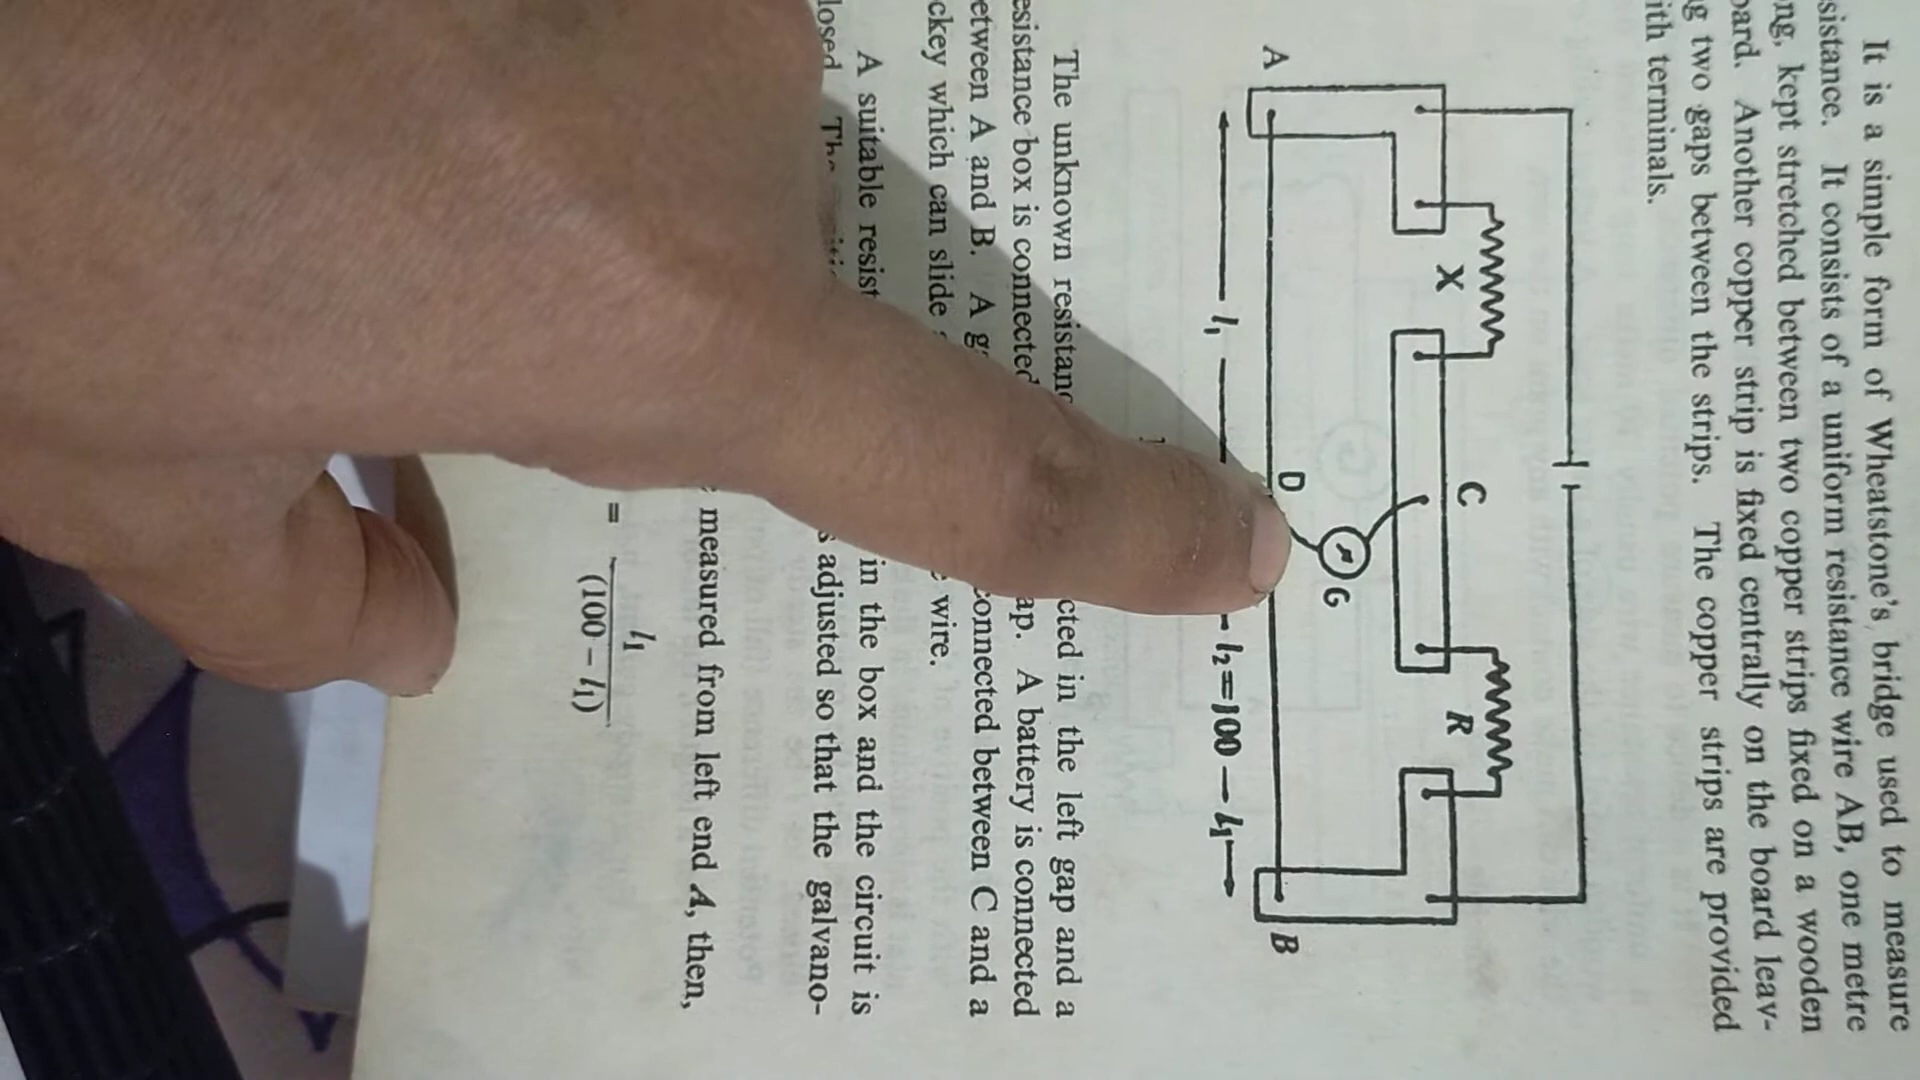 It is a simple form of Wheatstone's bridge used to measure
sistance. It consists of a uniform resistance wire AB, one metre
ng, kept stretched between two copper strips fixed on a wooden
oard. Another copper strip is fixed centrally on the board leav-
g two gaps between the strips. The copper strips are provided
ith terminals.
X C R
G
A D B
l₁ l₂=100-l₁
The unknown resistanc cted in the left gap and a
esistance box is connected ap. A battery is connected
etween A and B. A g connected between C and a
ckey which can slide wire.
A suitable resist in the box and the circuit is
losed. The s adjusted so that the galvano-
measured from left end A, then,
= l₁ / (100 - l₁)